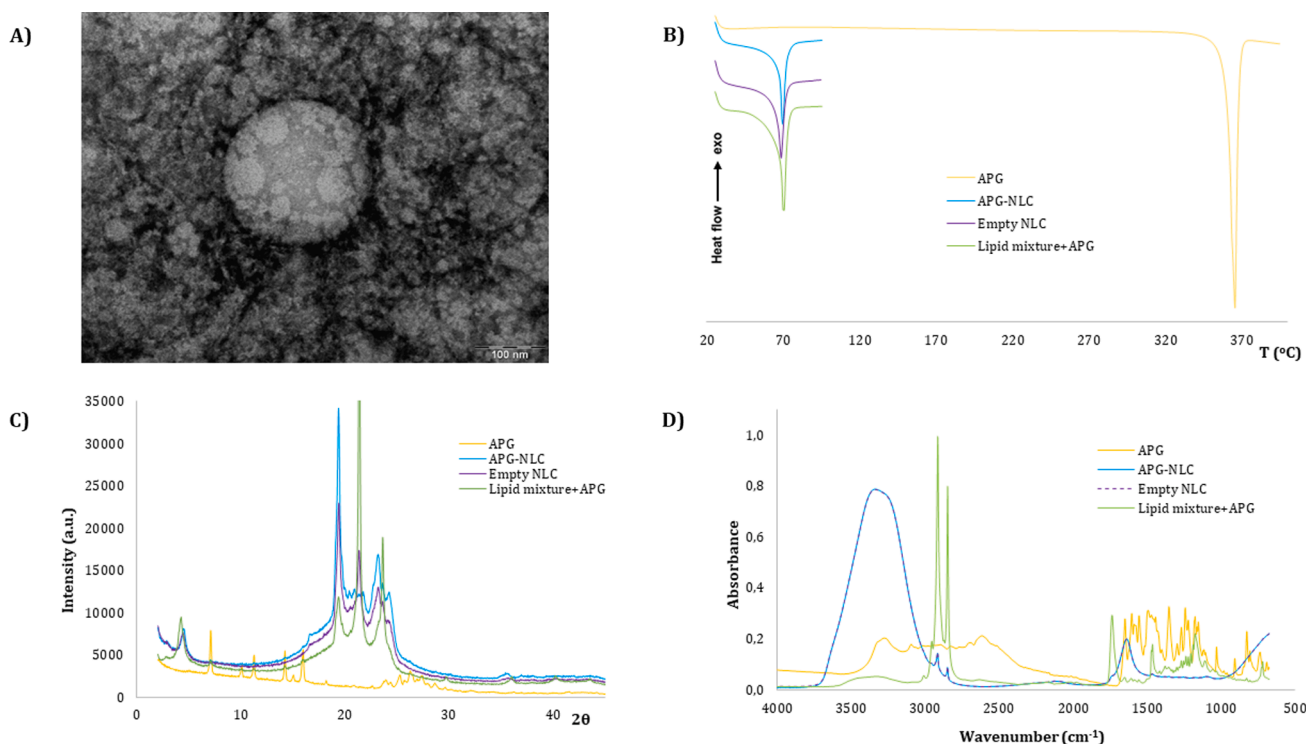 A)
100 nm
B)
Heat flow → exo
APG
APG-NLC
Empty NLC
Lipid mixture+APG
20 70 120 170 220 270 320 370
T (ºC)
C)
Intensity (a.u.)
35000
30000
25000
20000
15000
10000
5000
0
APG
APG-NLC
Empty NLC
Lipid mixture+APG
0 10 20 30 40
2θ
D)
Absorbance
1,0
0,8
0,6
0,4
0,2
0,0
APG
APG-NLC
Empty NLC
Lipid mixture+APG
4000 3500 3000 2500 2000 1500 1000 500
Wavenumber (cm⁻¹)